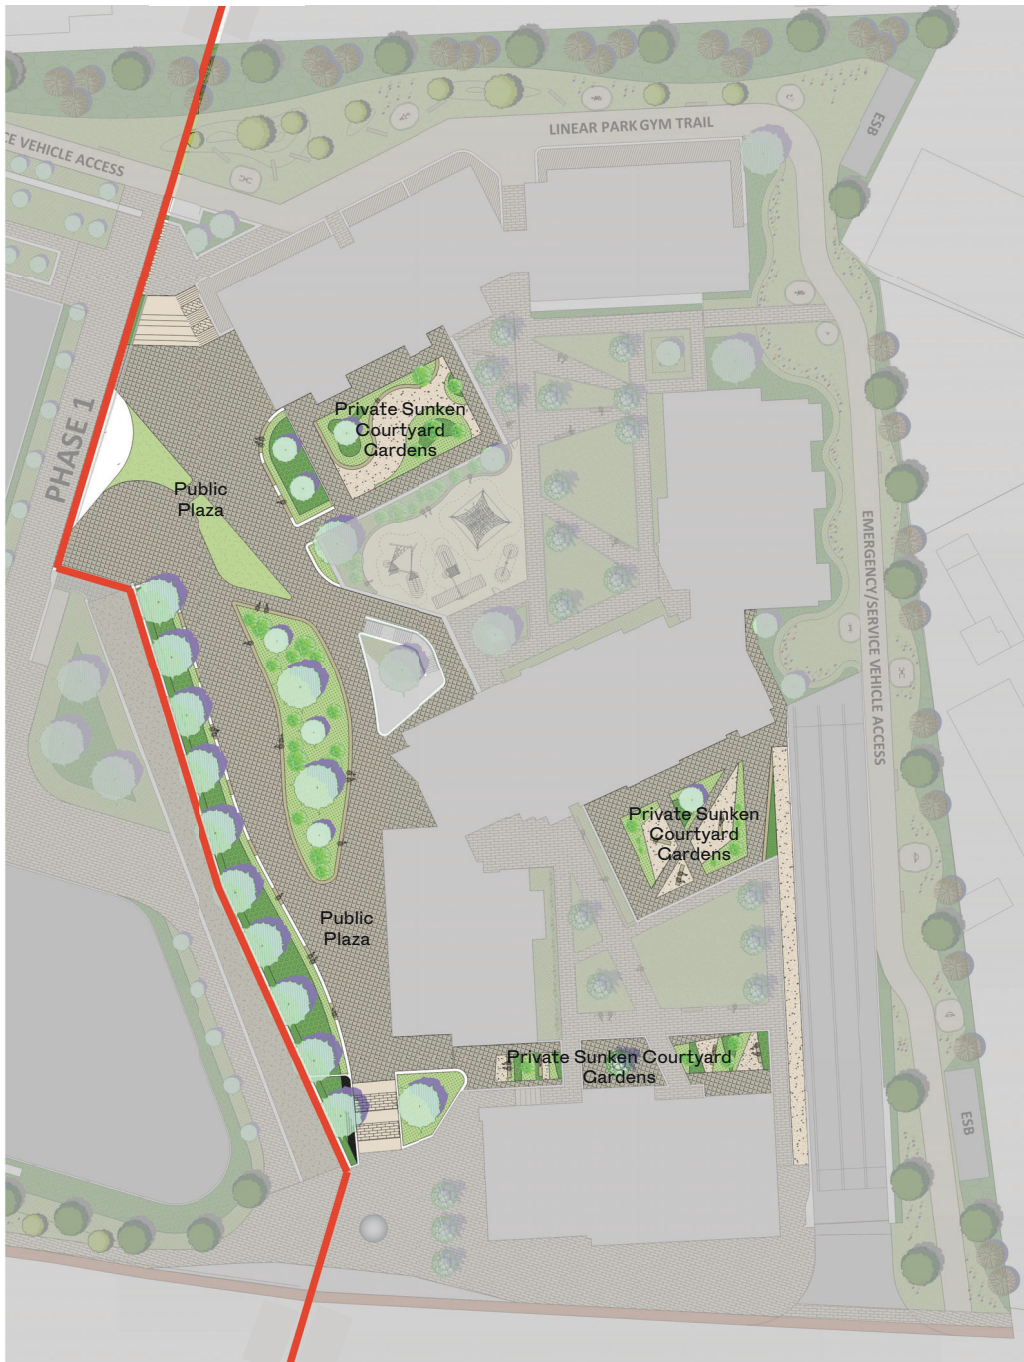 ESB
LINEAR PARK GYM TRAIL
CE VEHICLE ACCESS
PHASE 1
Private Sunken
Courtyard
Gardens
Public
Plaza
EMERGENCY/SERVICE VEHICLE ACCESS
Private Sunken
Courtyard
Gardens
Public
Plaza
Private Sunken Courtyard
Gardens
ESB